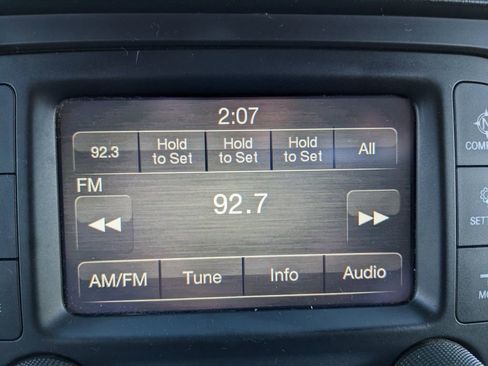 2:07
92.3
Hold
to Set
Hold
to Set
Hold
to Set
All
FM
92.7
AM/FM
Tune
Info
Audio
N